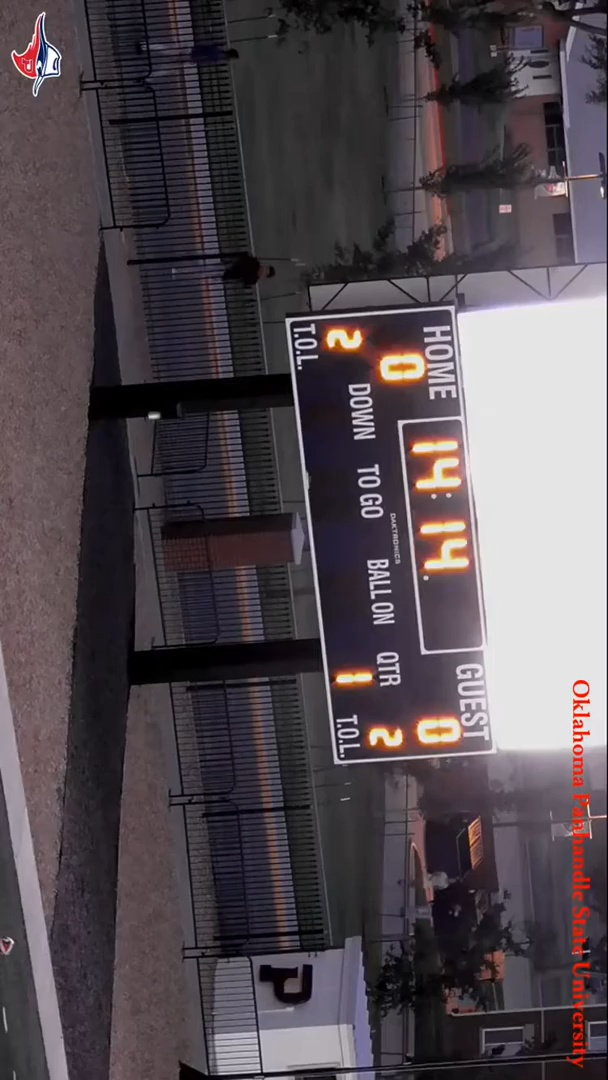 Oklahoma Panhandle State University
HOME 14:14. GUEST
0 0
DAKTRONICS
DOWN TO GO BALL ON QTR
2 1 2
T.O.L. T.O.L.
P